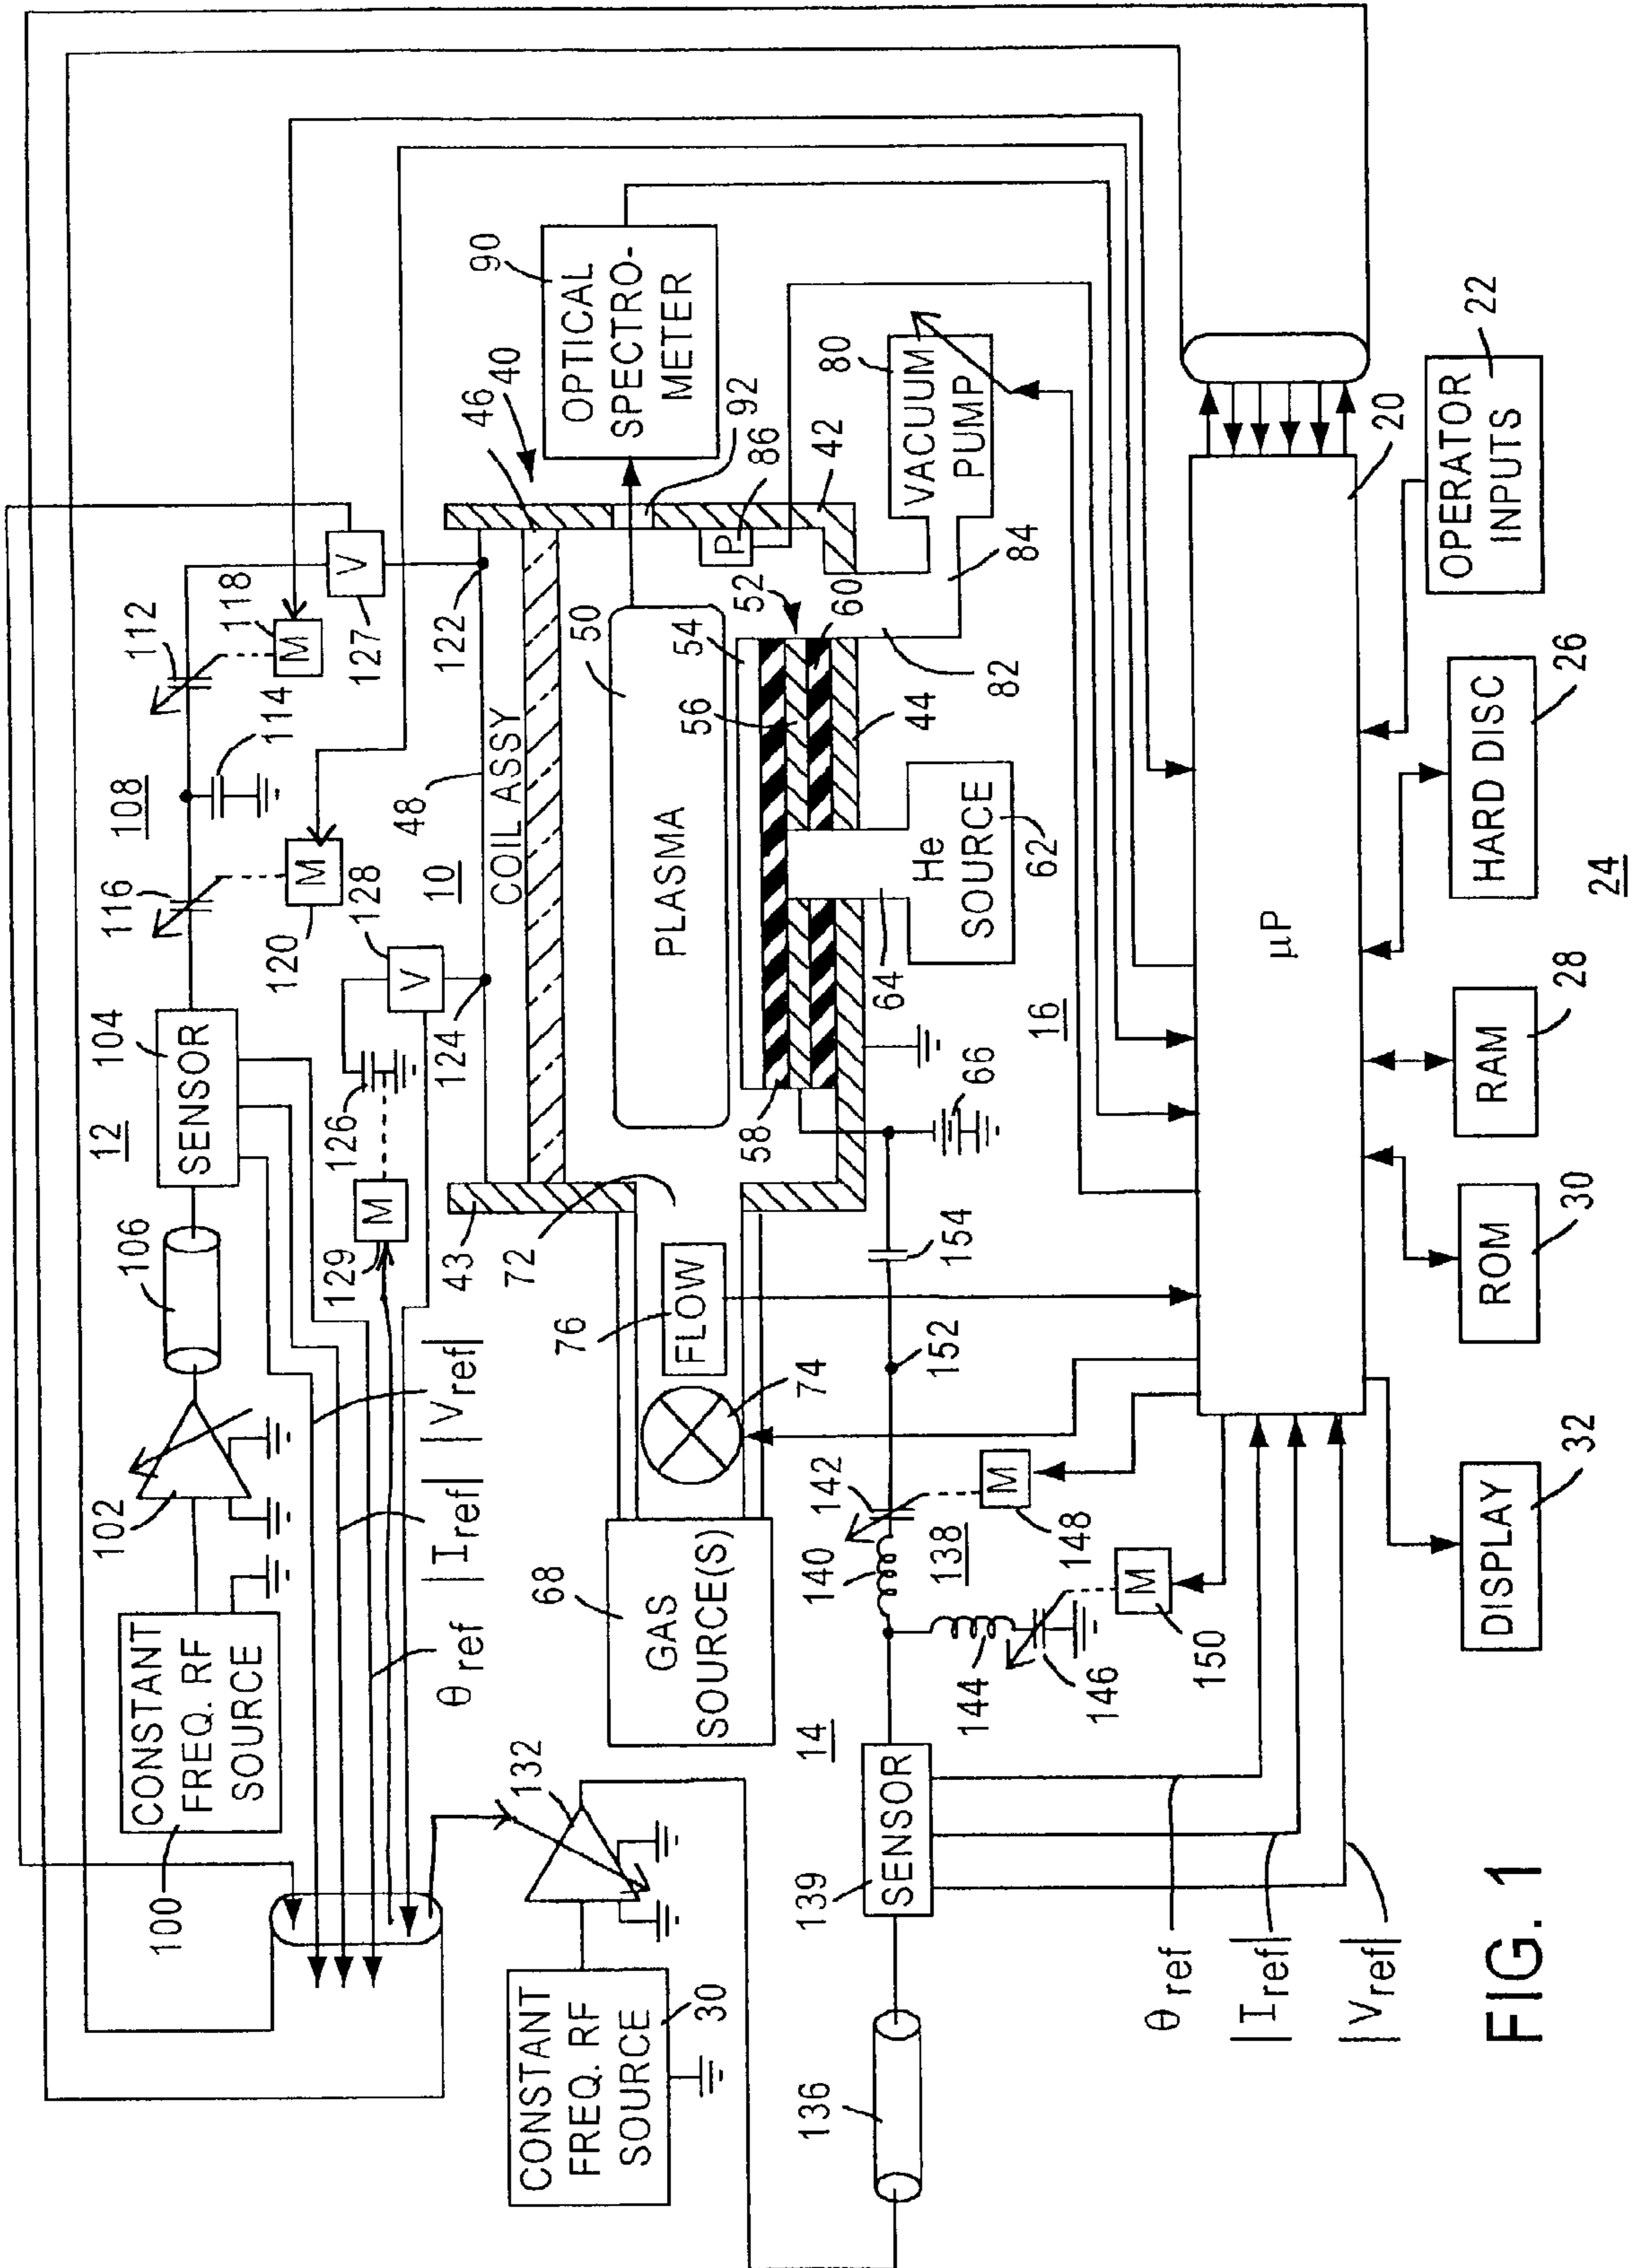 CONSTANT
FREQ. RF
SOURCE
100
102
106
12
104
SENSOR
116
108
112
114
118
M
120
M
V
127
122
126
128
V
124
129
M
θref
|Iref|
|Vref|
10
48
COIL ASSY
46
40
90
OPTICAL
SPECTRO-
METER
92
86
P
42
43
72
50
PLASMA
52
54
56
58
60
44
82
84
80
VACUUM
PUMP
He
SOURCE
62
64
66
16
68
GAS
SOURCE(S)
76
FLOW
74
132
CONSTANT
FREQ. RF
SOURCE
30
136
14
139
SENSOR
140
142
138
144
146
M
148
M
150
152
154
θref
|Iref|
|Vref|
μP
20
DISPLAY
32
ROM
30
RAM
28
HARD DISC
26
OPERATOR
INPUTS
22
24
FIG. 1